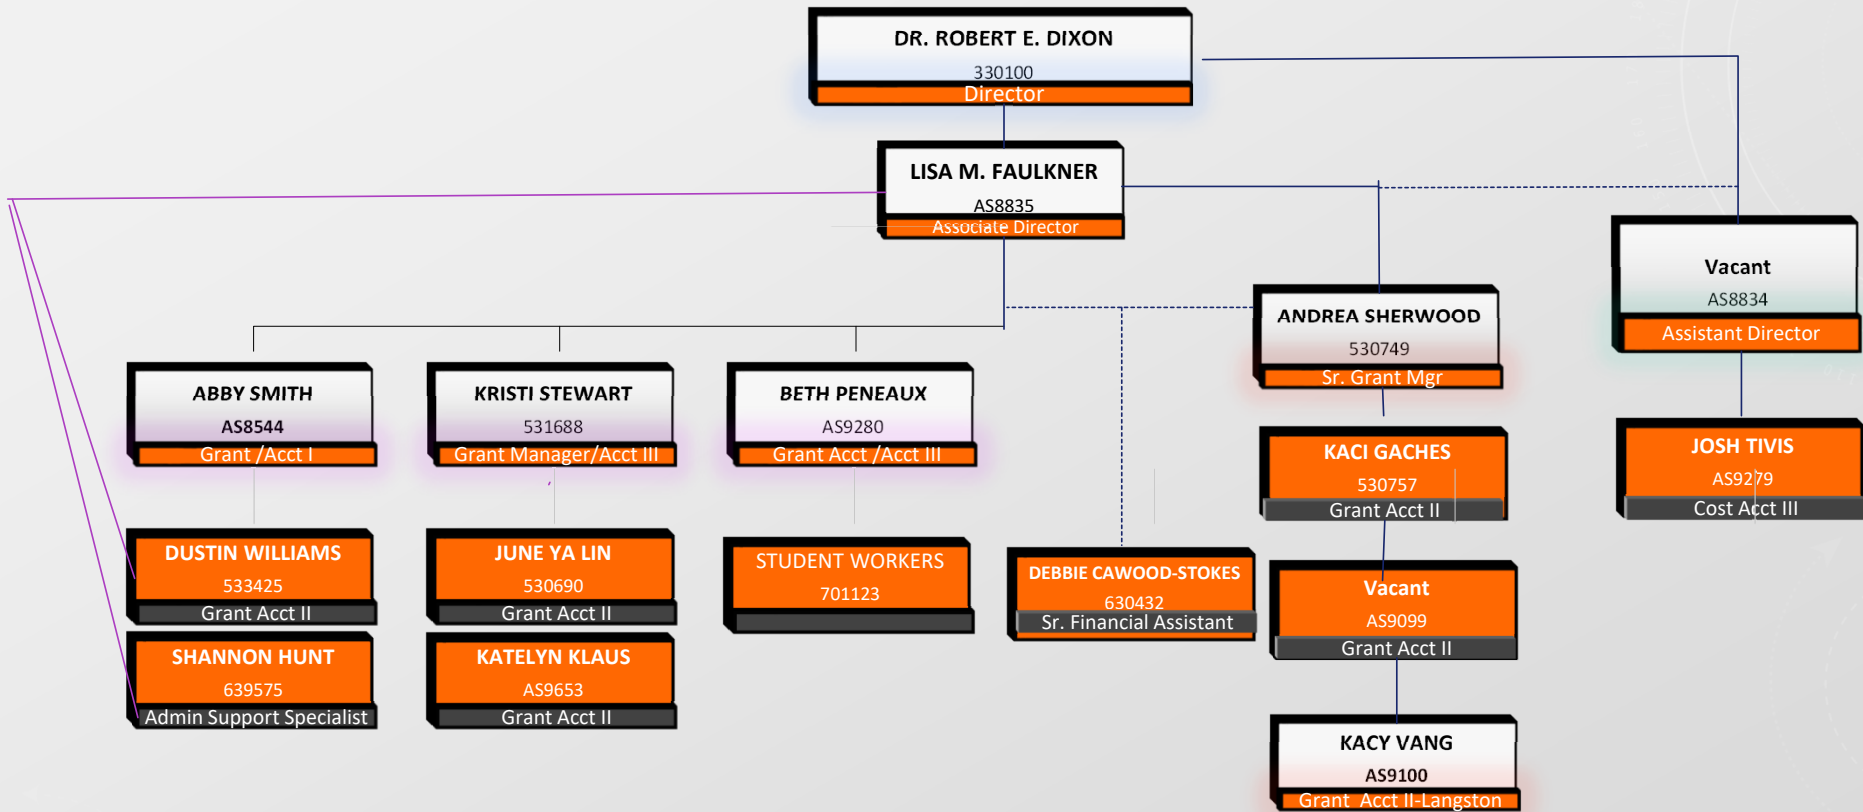 DR. ROBERT E. DIXON
330100
Director
LISA M. FAULKNER
AS8835
Associate Director
Vacant
AS8834
Assistant Director
ANDREA SHERWOOD
530749
Sr. Grant Mgr
ABBY SMITH
AS8544
Grant /Acct I
KRISTI STEWART
531688
Grant Manager/Acct III
,
BETH PENEAUX
AS9280
Grant Acct /Acct III
KACI GACHES
530757
Grant Acct II
JOSH TIVIS
AS9279
Cost Acct III
DUSTIN WILLIAMS
533425
Grant Acct II
JUNE YA LIN
530690
Grant Acct II
STUDENT WORKERS
701123
DEBBIE CAWOOD-STOKES
630432
Sr. Financial Assistant
Vacant
AS9099
Grant Acct II
SHANNON HUNT
639575
Admin Support Specialist
KATELYN KLAUS
AS9653
Grant Acct II
KACY VANG
AS9100
Grant  Acct II-Langston